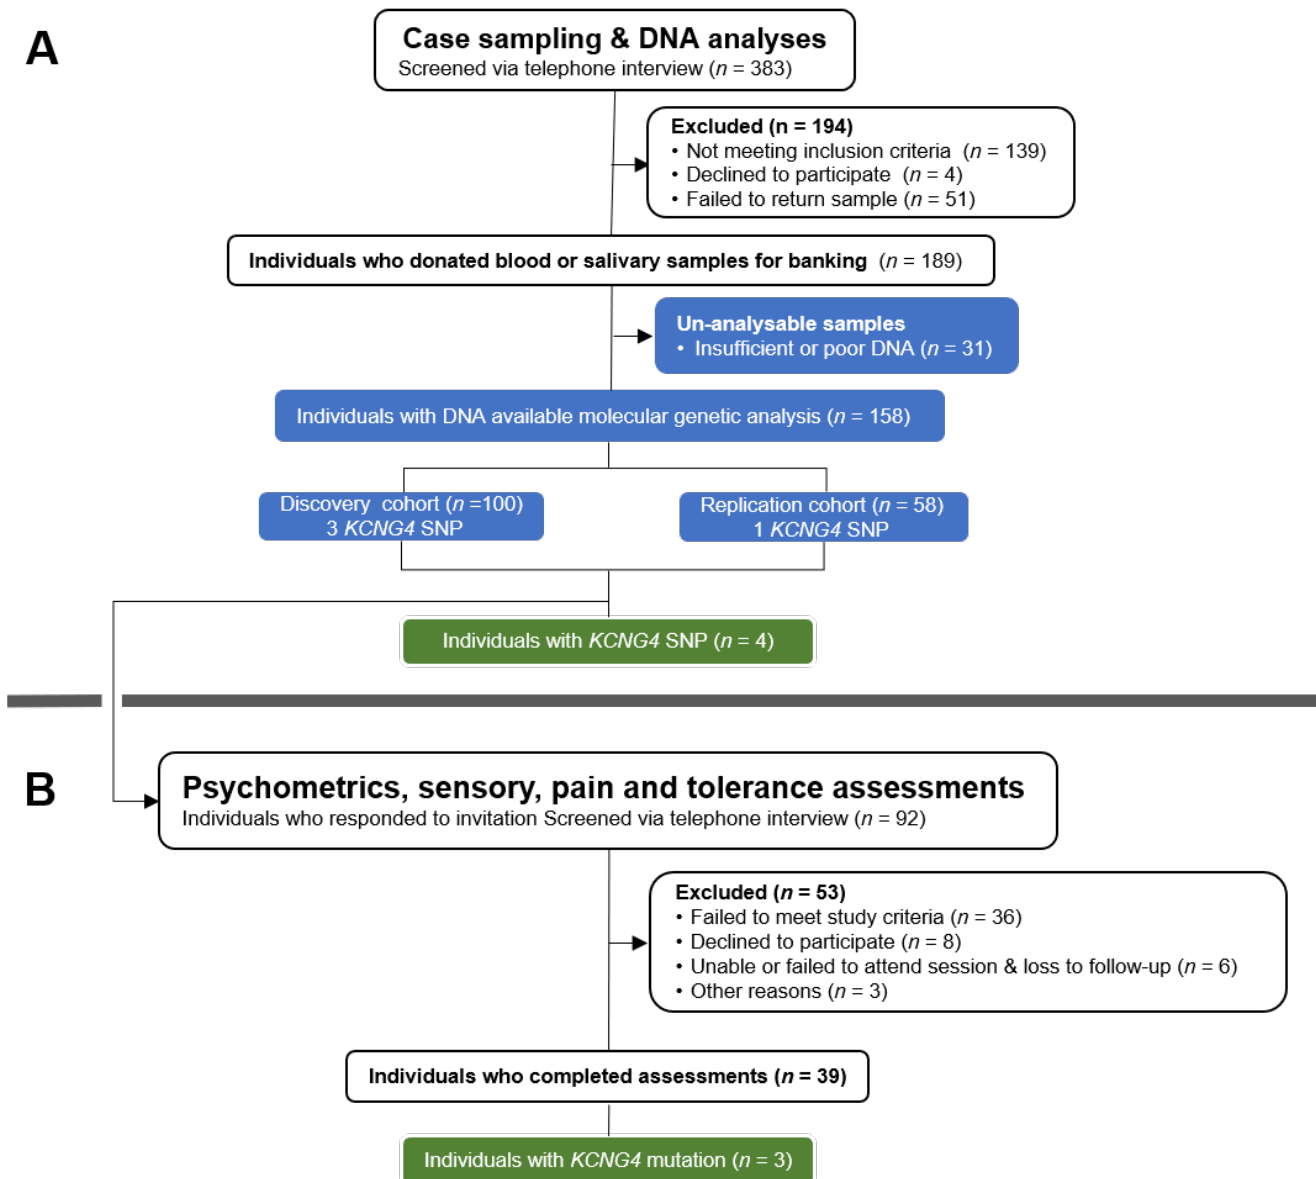 A
Case sampling & DNA analyses
Screened via telephone interview (n = 383)
Excluded (n = 194)
• Not meeting inclusion criteria (n = 139)
• Declined to participate (n = 4)
• Failed to return sample (n = 51)
Individuals who donated blood or salivary samples for banking (n = 189)
Un-analysable samples
• Insufficient or poor DNA (n = 31)
Individuals with DNA available molecular genetic analysis (n = 158)
Discovery cohort (n =100)
3 KCNG4 SNP
Replication cohort (n = 58)
1 KCNG4 SNP
Individuals with KCNG4 SNP (n = 4)
B
Psychometrics, sensory, pain and tolerance assessments
Individuals who responded to invitation Screened via telephone interview (n = 92)
Excluded (n = 53)
• Failed to meet study criteria (n = 36)
• Declined to participate (n = 8)
• Unable or failed to attend session & loss to follow-up (n = 6)
• Other reasons (n = 3)
Individuals who completed assessments (n = 39)
Individuals with KCNG4 mutation (n = 3)